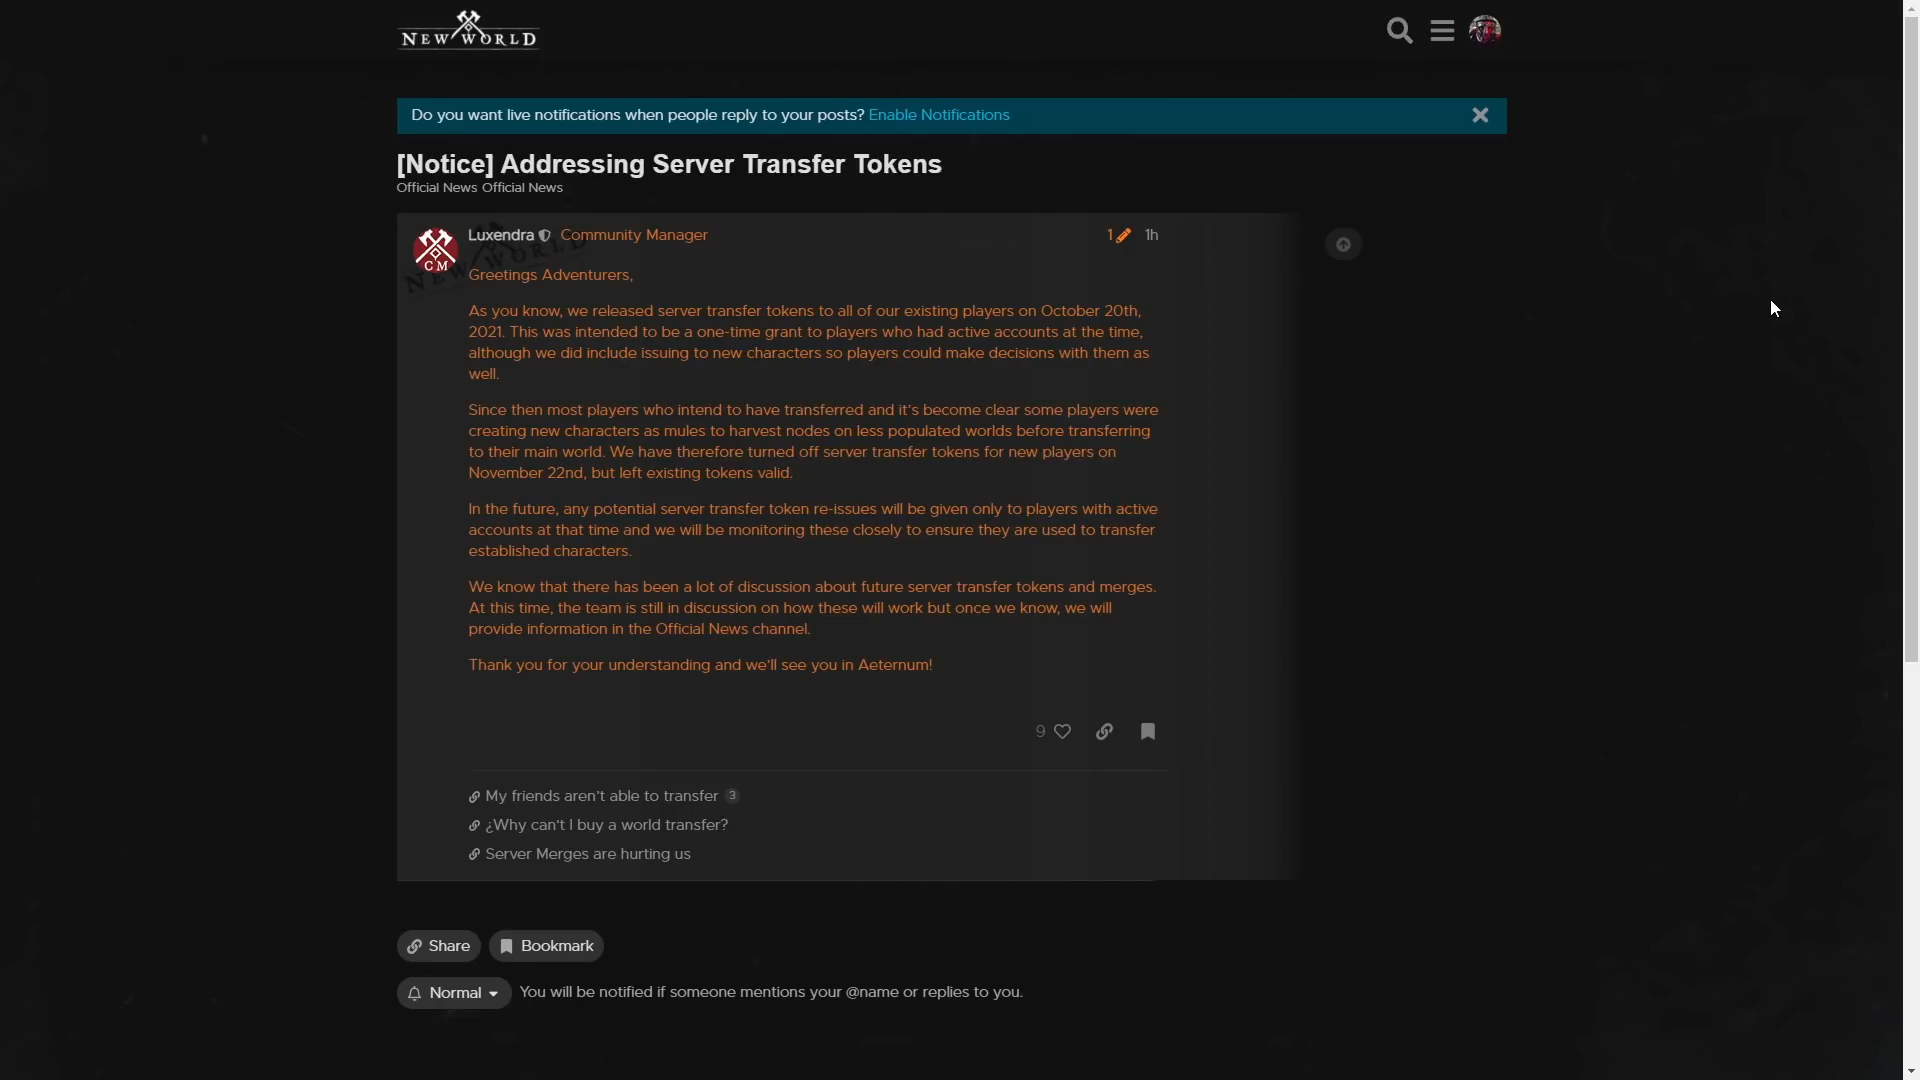 NEW WORLD
Do you want live notifications when people reply to your posts? Enable Notifications
[Notice] Addressing Server Transfer Tokens
Official News Official News
Luxendra Community Manager
1 1h
CM
NEW WORLD
Greetings Adventurers,
As you know, we released server transfer tokens to all of our existing players on October 20th,
2021. This was intended to be a one-time grant to players who had active accounts at the time,
although we did include issuing to new characters so players could make decisions with them as
well.
Since then most players who intend to have transferred and it's become clear some players were
creating new characters as mules to harvest nodes on less populated worlds before transferring
to their main world. We have therefore turned off server transfer tokens for new players on
November 22nd, but left existing tokens valid.
In the future, any potential server transfer token re-issues will be given only to players with active
accounts at that time and we will be monitoring these closely to ensure they are used to transfer
established characters.
We know that there has been a lot of discussion about future server transfer tokens and merges.
At this time, the team is still in discussion on how these will work but once we know, we will
provide information in the Official News channel.
Thank you for your understanding and we'll see you in Aeternum!
9
My friends aren't able to transfer 3
¿Why can't I buy a world transfer?
Server Merges are hurting us
Share Bookmark
Normal You will be notified if someone mentions your @name or replies to you.